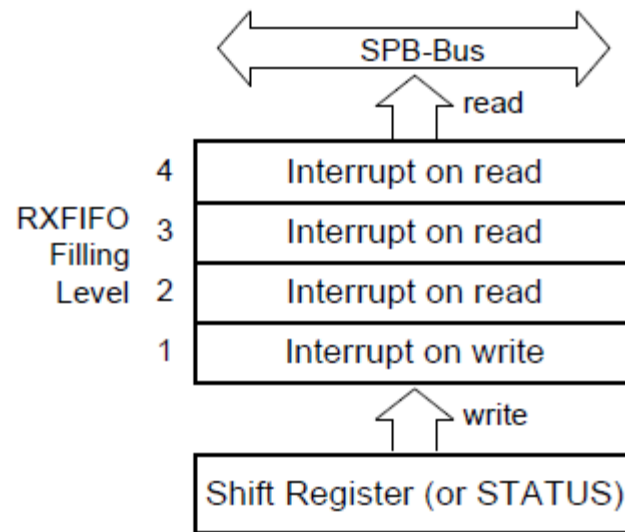 SPB-Bus
read
4 Interrupt on read
RXFIFO
3 Interrupt on read
Filling
Level
2 Interrupt on read
1 Interrupt on write
write
Shift Register (or STATUS)